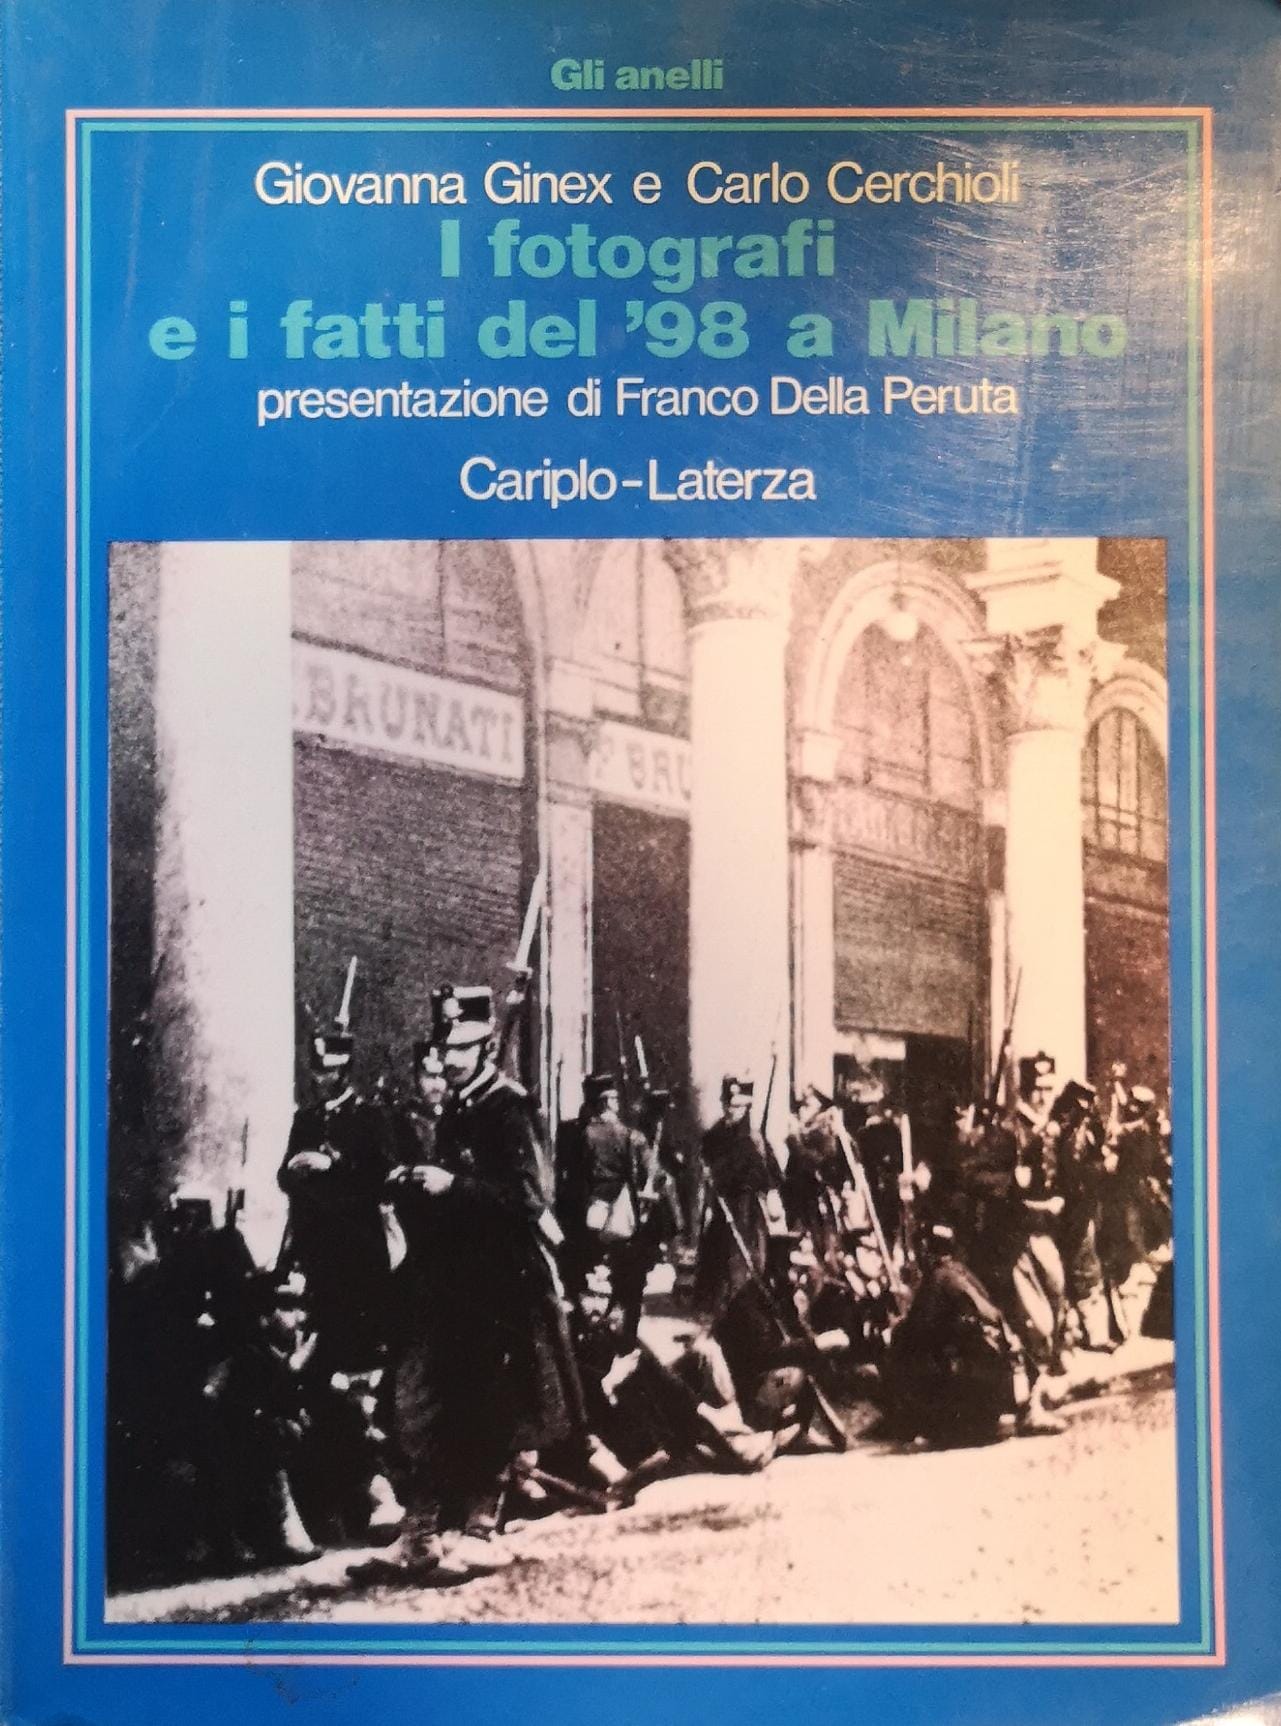 Gli anelli
Giovanna Ginex e Carlo Cerchioli
I fotografi
e i fatti del '98 a Milano
presentazione di Franco Della Peruta
Cariplo-Laterza
BRUNATI
F BRU